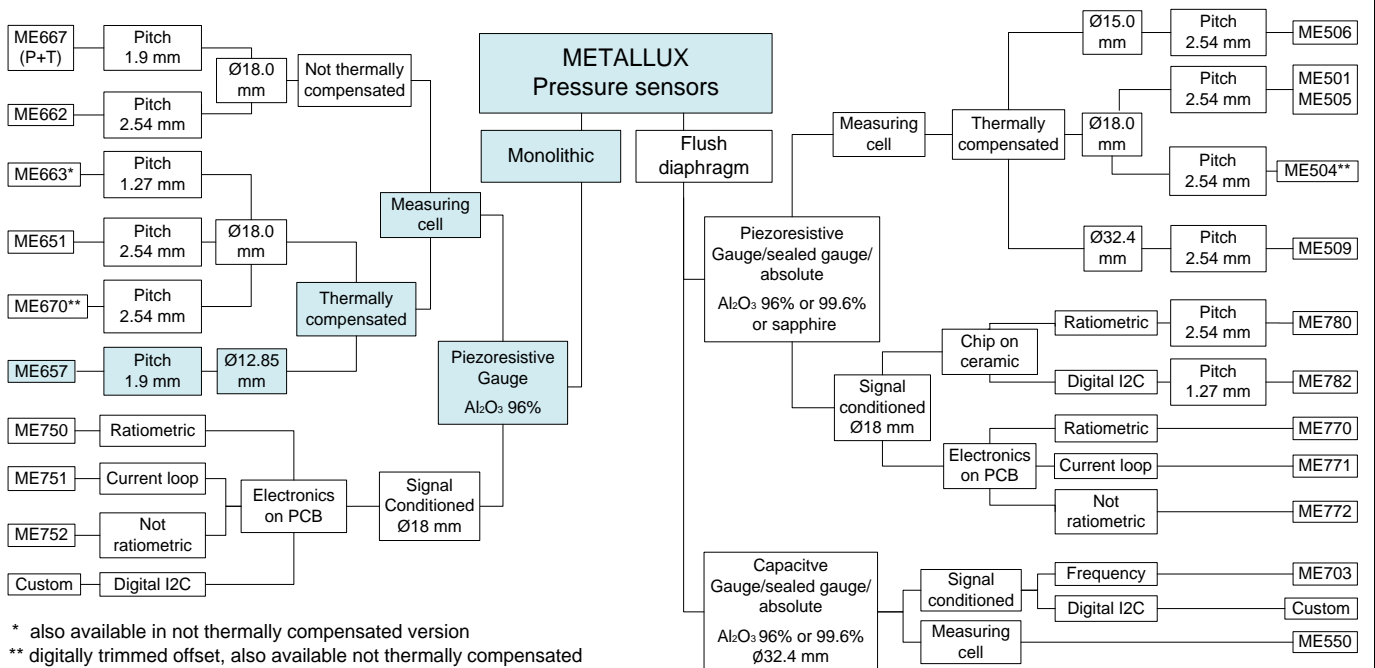 METALLUX
Pressure sensors
Monolithic
Flush
diaphragm
ME667
(P+T)
Pitch
1.9 mm
Ø18.0
mm
Not thermally
compensated
ME662
Pitch
2.54 mm
ME663*
Pitch
1.27 mm
Measuring
cell
ME651
Pitch
2.54 mm
Ø18.0
mm
ME670**
Pitch
2.54 mm
Thermally
compensated
ME657
Pitch
1.9 mm
Ø12.85
mm
Piezoresistive
Gauge
Al2O3 96%
ME750
Ratiometric
ME751
Current loop
Electronics
on PCB
Signal
Conditioned
Ø18 mm
ME752
Not
ratiometric
Custom
Digital I2C
* also available in not thermally compensated version
** digitally trimmed offset, also available not thermally compensated
Ø15.0
mm
Pitch
2.54 mm
ME506
Measuring
cell
Thermally
compensated
Ø18.0
mm
Pitch
2.54 mm
ME501
ME505
Pitch
2.54 mm
ME504**
Ø32.4
mm
Pitch
2.54 mm
ME509
Piezoresistive
Gauge/sealed gauge/
absolute
Al2O3 96% or 99.6%
or sapphire
Chip on
ceramic
Ratiometric
Pitch
2.54 mm
ME780
Digital I2C
Pitch
1.27 mm
ME782
Signal
conditioned
Ø18 mm
Electronics
on PCB
Ratiometric
ME770
Current loop
ME771
Not
ratiometric
ME772
Capacitve
Gauge/sealed gauge/
absolute
Al2O3 96% or 99.6%
Ø32.4 mm
Signal
conditioned
Frequency
ME703
Digital I2C
Custom
Measuring
cell
ME550